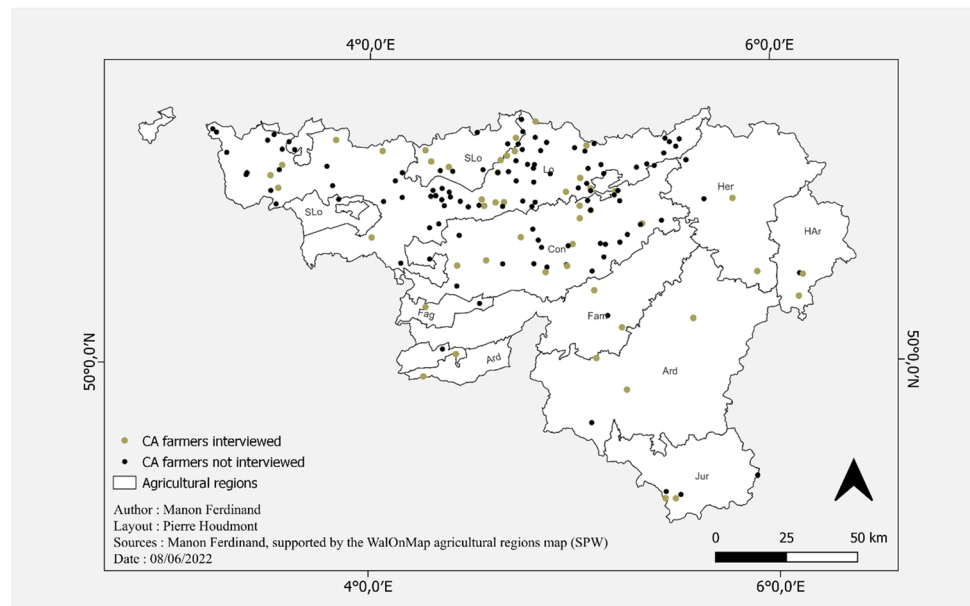 4°0,0′E 6°0,0′E
SLo
Lo
Her
SLo
HAr
Con
Fag
Fam
50°0,0′N 50°0,0′N
Ard
Ard
CA farmers interviewed
CA farmers not interviewed
Agricultural regions
Jur
Author : Manon Ferdinand
Layout : Pierre Houdmont
Sources : Manon Ferdinand, supported by the WalOnMap agricultural regions map (SPW)
Date : 08/06/2022
0 25 50 km
4°0,0′E 6°0,0′E